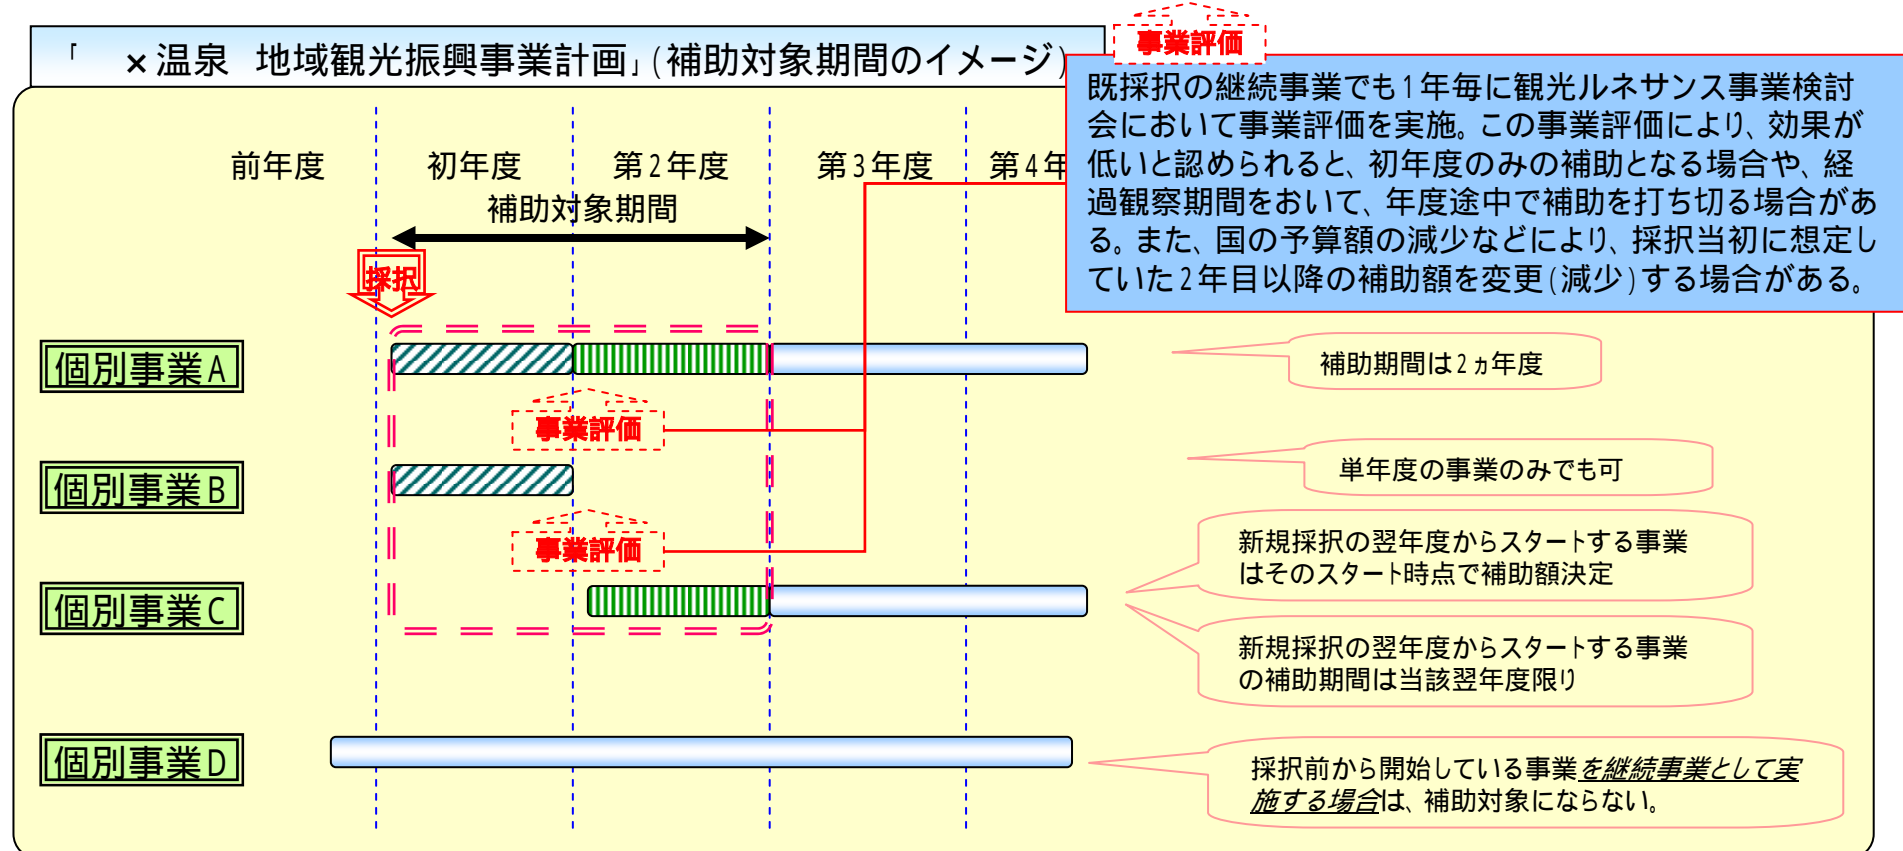 「　×温泉　地域観光振興事業計画」(補助対象期間のイメージ)
事業評価
既採択の継続事業でも1年毎に観光ルネサンス事業検討
会において事業評価を実施。この事業評価により、効果が
低いと認められると、初年度のみの補助となる場合や、経
過観察期間をおいて、年度途中で補助を打ち切る場合があ
る。また、国の予算額の減少などにより、採択当初に想定し
ていた2年目以降の補助額を変更(減少)する場合がある。
前年度
初年度
第2年度
第3年度
第4年
補助対象期間
採択
個別事業A
補助期間は2ヵ年度
事業評価
個別事業B
単年度の事業のみでも可
事業評価
個別事業C
新規採択の翌年度からスタートする事業
はそのスタート時点で補助額決定
新規採択の翌年度からスタートする事業
の補助期間は当該翌年度限り
個別事業D
採択前から開始している事業を継続事業として実
施する場合は、補助対象にならない。